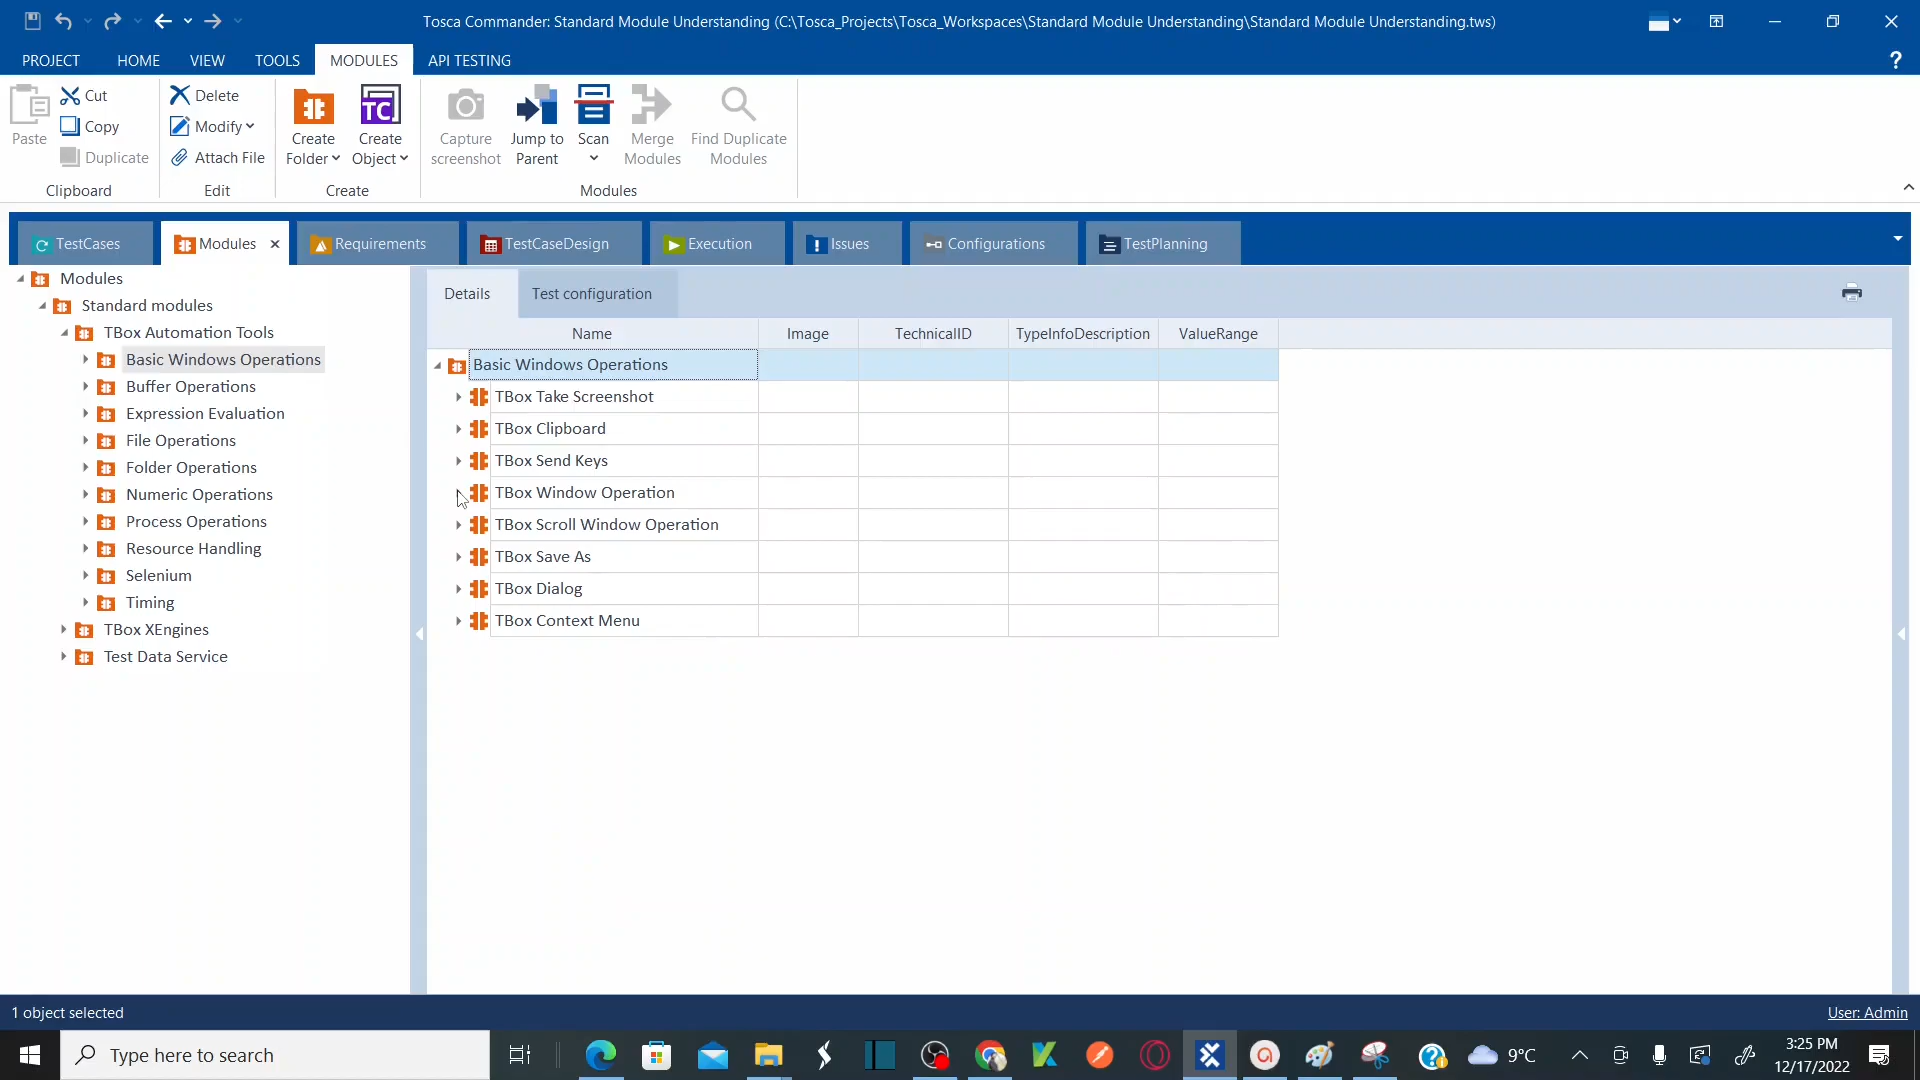 Tosca Commander: Standard Module Understanding (C:\Tosca_Projects\Tosca_Workspaces\Standard Module Understanding\Standard Module Understanding.tws)
PROJECT HOME VIEW TOOLS MODULES API TESTING ?
Paste
Cut
Copy
Duplicate
Clipboard
Delete
Modify
Attach File
Edit
Create Folder
TC
Create Object
Create
Capture screenshot
Jump to Parent
Scan
Merge Modules
Find Duplicate Modules
Modules
TestCases Modules Requirements TestCaseDesign Execution Issues Configurations TestPlanning
Modules
Standard modules
TBox Automation Tools
Basic Windows Operations
Buffer Operations
Expression Evaluation
File Operations
Folder Operations
Numeric Operations
Process Operations
Resource Handling
Selenium
Timing
TBox XEngines
Test Data Service
Details Test configuration
Name Image TechnicalID TypeInfoDescription ValueRange
Basic Windows Operations
TBox Take Screenshot
TBox Clipboard
TBox Send Keys
TBox Window Operation
TBox Scroll Window Operation
TBox Save As
TBox Dialog
TBox Context Menu
1 object selected User: Admin
Type here to search
9°C
3:25 PM
12/17/2022